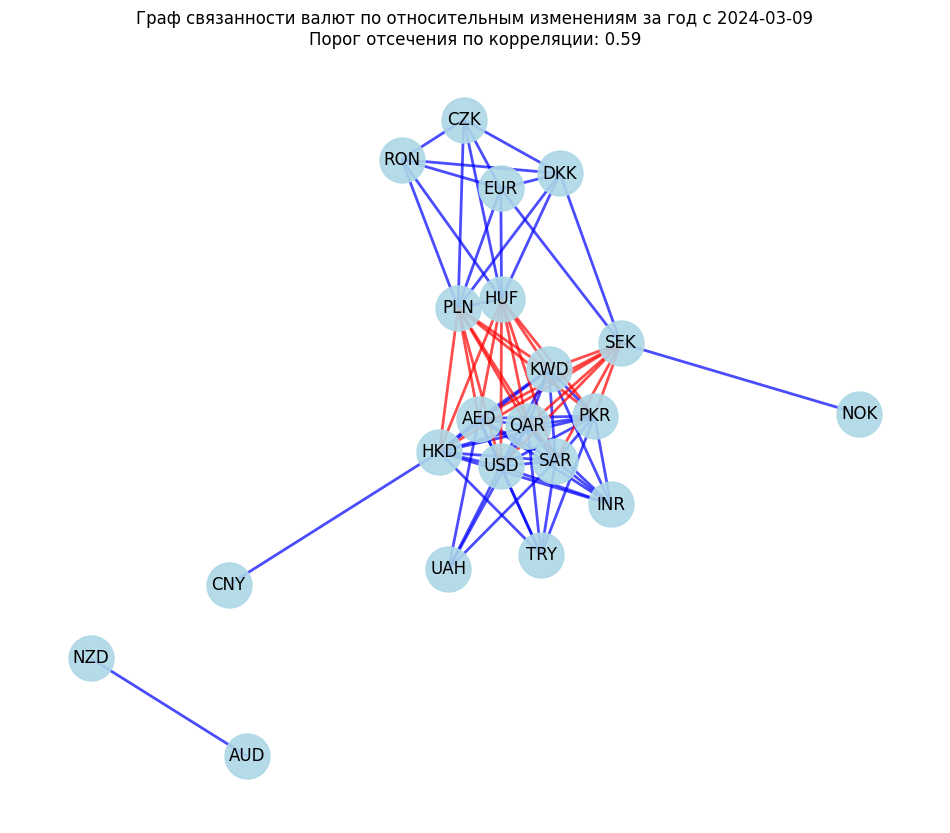 Граф связанности валют по относительным изменениям за год с 2024-03-09
Порог отсечения по корреляции: 0.59
CZK
RON
DKK
EUR
HUF
PLN
SEK
KWD
NOK
AED
QAR
PKR
HKD
USD
SAR
INR
TRY
UAH
CNY
NZD
AUD